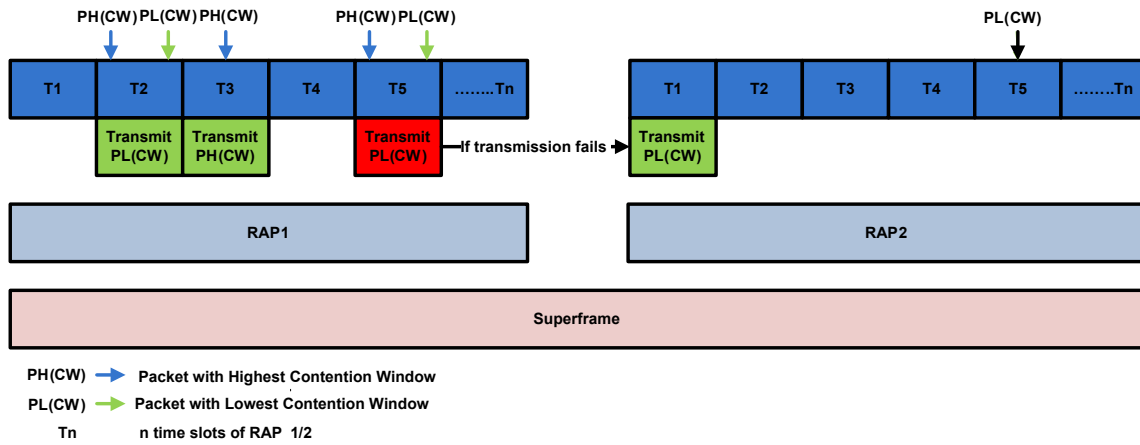 PH(CW) PL(CW) PH(CW) PH(CW) PL(CW) PL(CW)
T1 T2 T3 T4 T5 ........Tn T1 T2 T3 T4 T5 ........Tn
Transmit PL(CW)
Transmit PH(CW)
Transmit PL(CW)
If transmission fails
Transmit PL(CW)
RAP1 RAP2
Superframe
PH(CW) Packet with Highest Contention Window
PL(CW) Packet with Lowest Contention Window
Tn n time slots of RAP 1/2